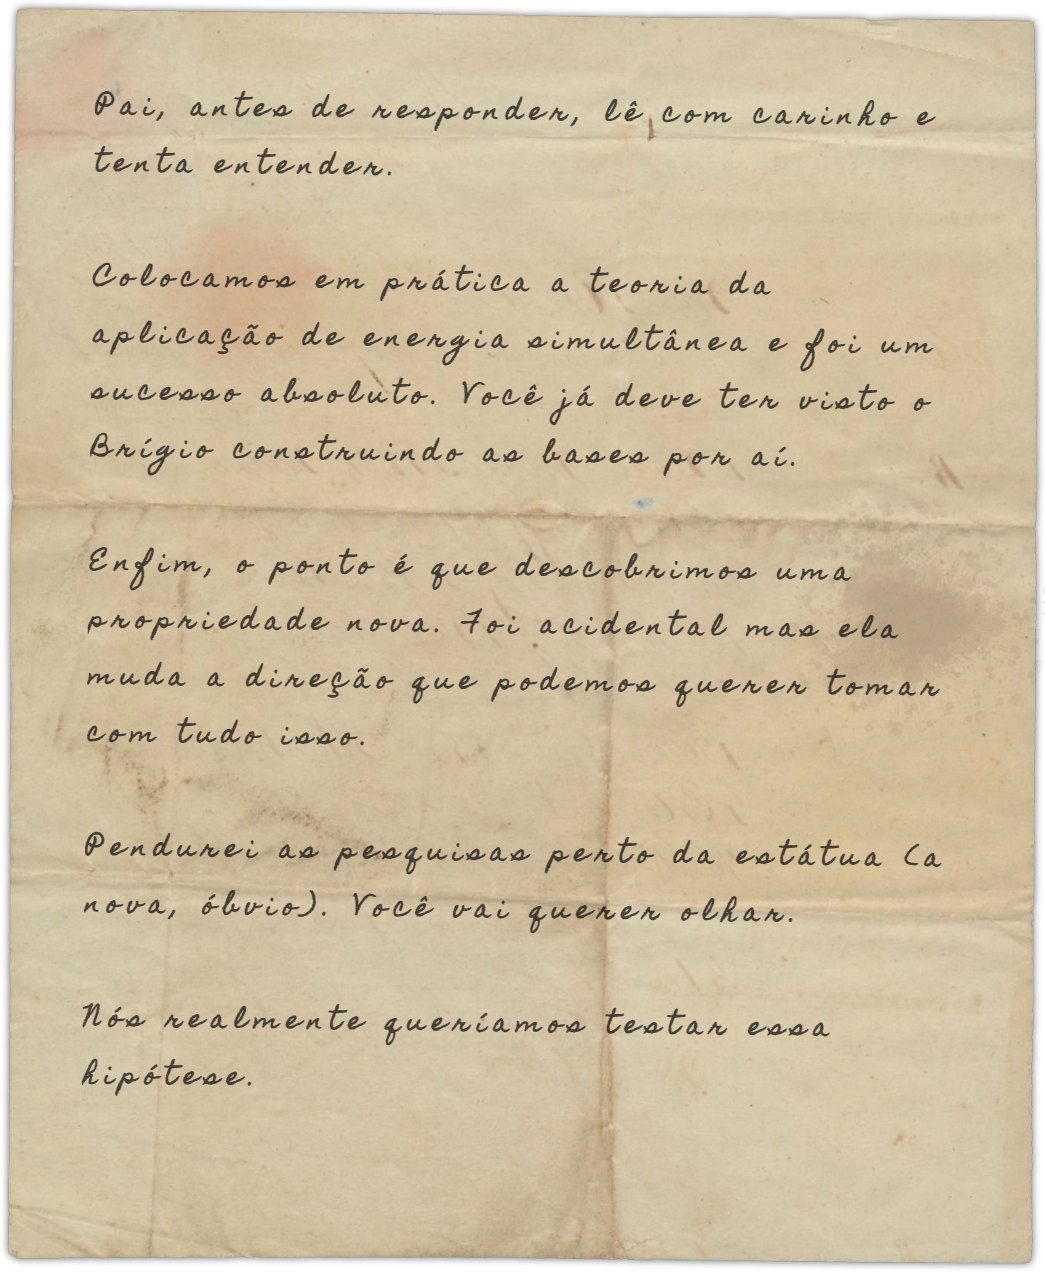 Pai, antes de responder, lê com carinho e
tenta entender.
Colocamos em prática a teoria da
aplicação de energia simultânea e foi um
sucesso absoluto. Você já deve ter visto o
Brígio construindo as bases por aí.
Enfim, o ponto é que descobrimos uma
propriedade nova. Foi acidental mas ela
muda a direção que podemos querer tomar
com tudo isso.
Pendurei as pesquisas perto da estátua (a
nova, óbvio). Você vai querer olhar.
Nós realmente queríamos testar essa
hipótese.